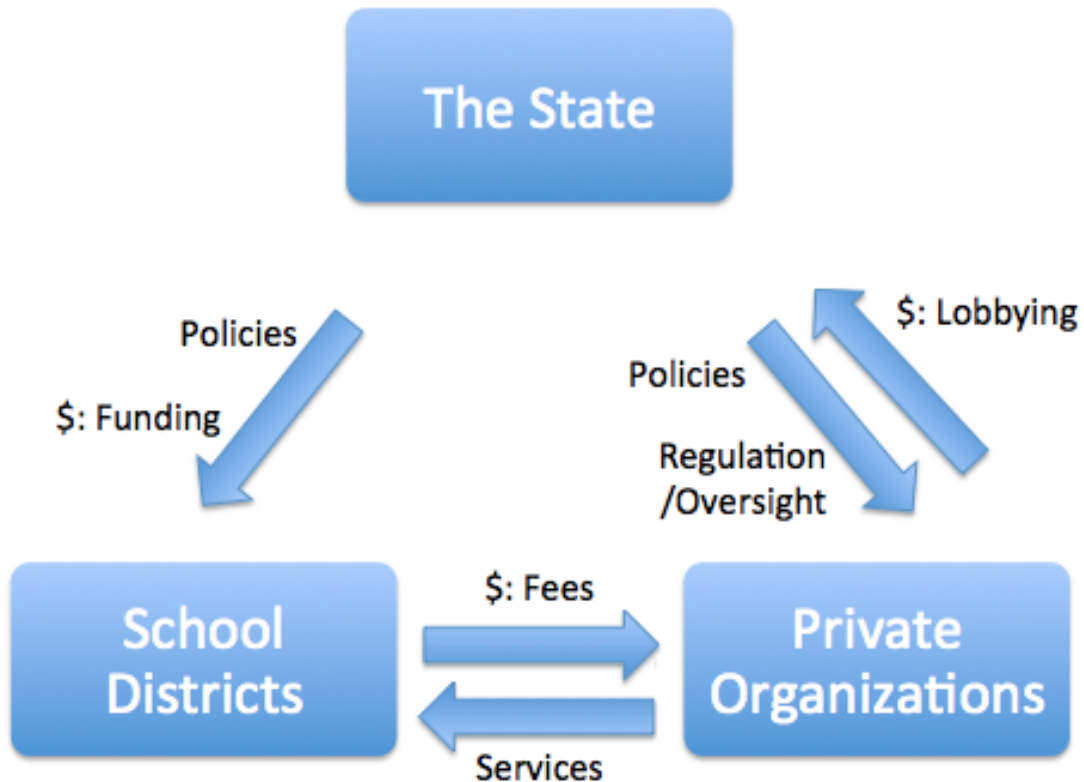 The State
Policies
$: Funding
$: Lobbying
Policies
Regulation
/Oversight
School
Districts
$: Fees
Services
Private
Organizations